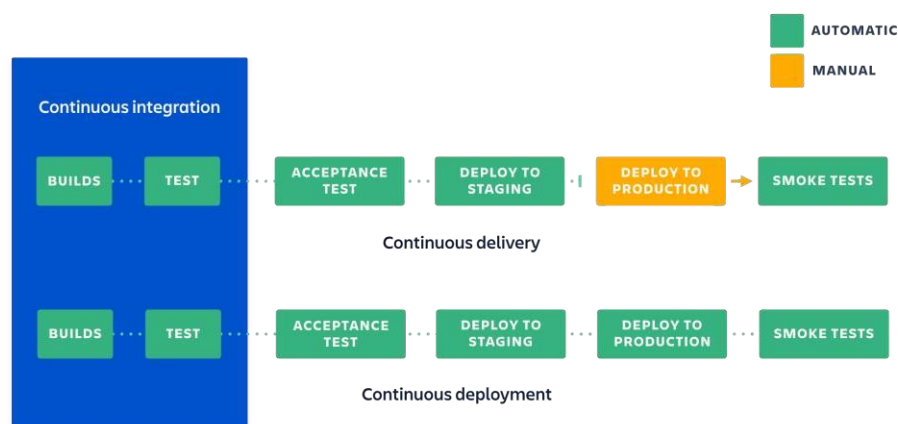 AUTOMATIC
MANUAL
Continuous integration
BUILDS
TEST
ACCEPTANCE
TEST
DEPLOY TO
STAGING
DEPLOY TO
PRODUCTION
SMOKE TESTS
Continuous delivery
BUILDS
TEST
ACCEPTANCE
TEST
DEPLOY TO
STAGING
DEPLOY TO
PRODUCTION
SMOKE TESTS
Continuous deployment